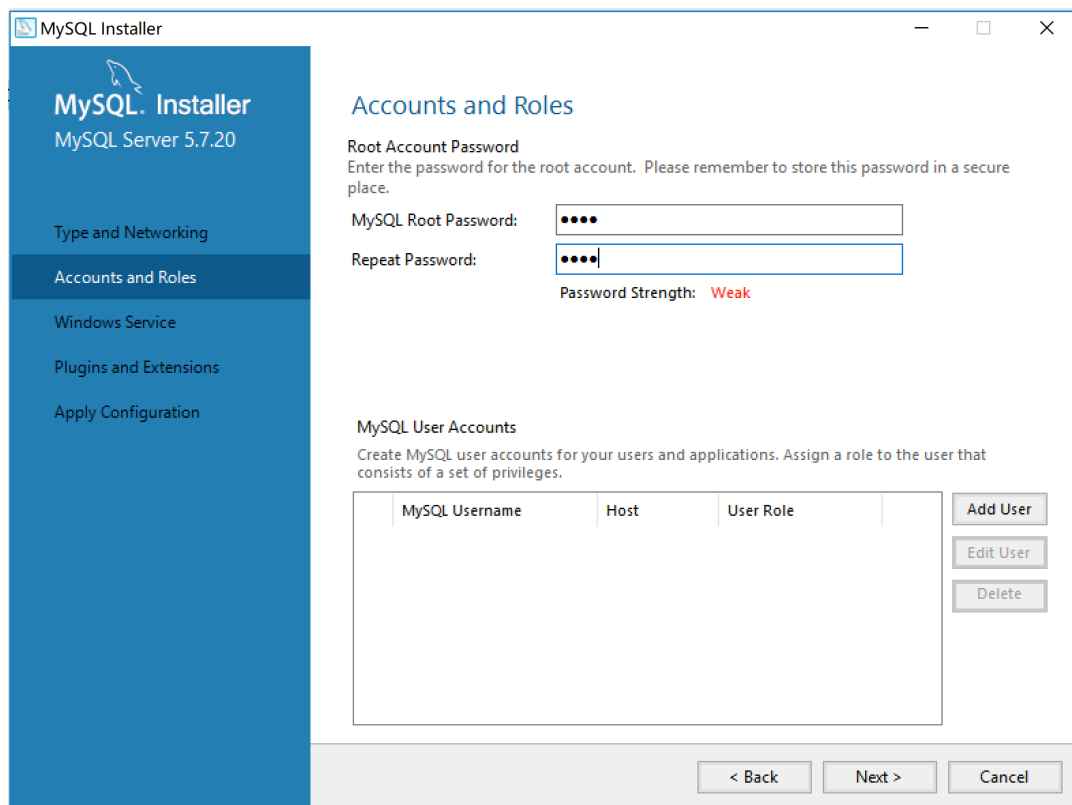 MySQL Installer
MySQL. Installer
MySQL Server 5.7.20
Type and Networking
Accounts and Roles
Windows Service
Plugins and Extensions
Apply Configuration
Accounts and Roles
Root Account Password
Enter the password for the root account. Please remember to store this password in a secure
place.
MySQL Root Password: ●●●●
Repeat Password: ●●●●
Password Strength: Weak
MySQL User Accounts
Create MySQL user accounts for your users and applications. Assign a role to the user that
consists of a set of privileges.
MySQL Username Host User Role
Add User
Edit User
Delete
< Back Next > Cancel